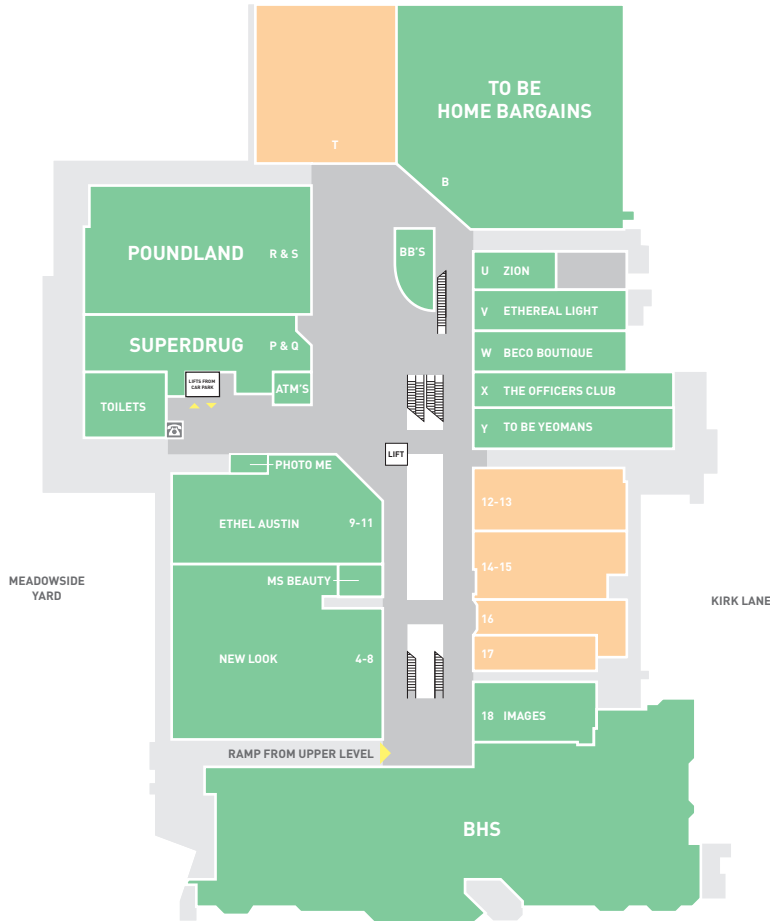 TO BE
HOME BARGAINS
T
B
POUNDLAND R & S
BB'S
U ZION
V ETHEREAL LIGHT
SUPERDRUG P & Q
W BECO BOUTIQUE
LIFTS FROM
CAR PARK
ATM'S
X THE OFFICERS CLUB
TOILETS
Y TO BE YEOMANS
LIFT
PHOTO ME
12-13
ETHEL AUSTIN 9-11
14-15
MS BEAUTY
MEADOWSIDE
YARD
KIRK LANE
16
17
NEW LOOK 4-8
18 IMAGES
RAMP FROM UPPER LEVEL
BHS